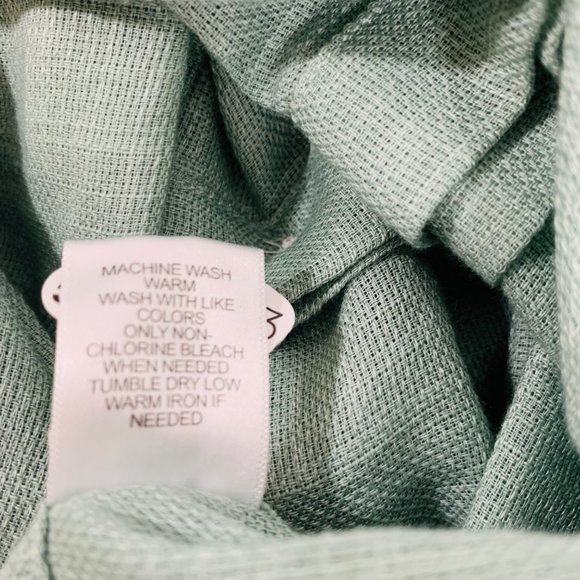 MACHINE WASH
WARM
WASH WITH LIKE
COLORS
ONLY NON-
CHLORINE BLEACH
WHEN NEEDED
TUMBLE DRY LOW
WARM IRON IF
NEEDED